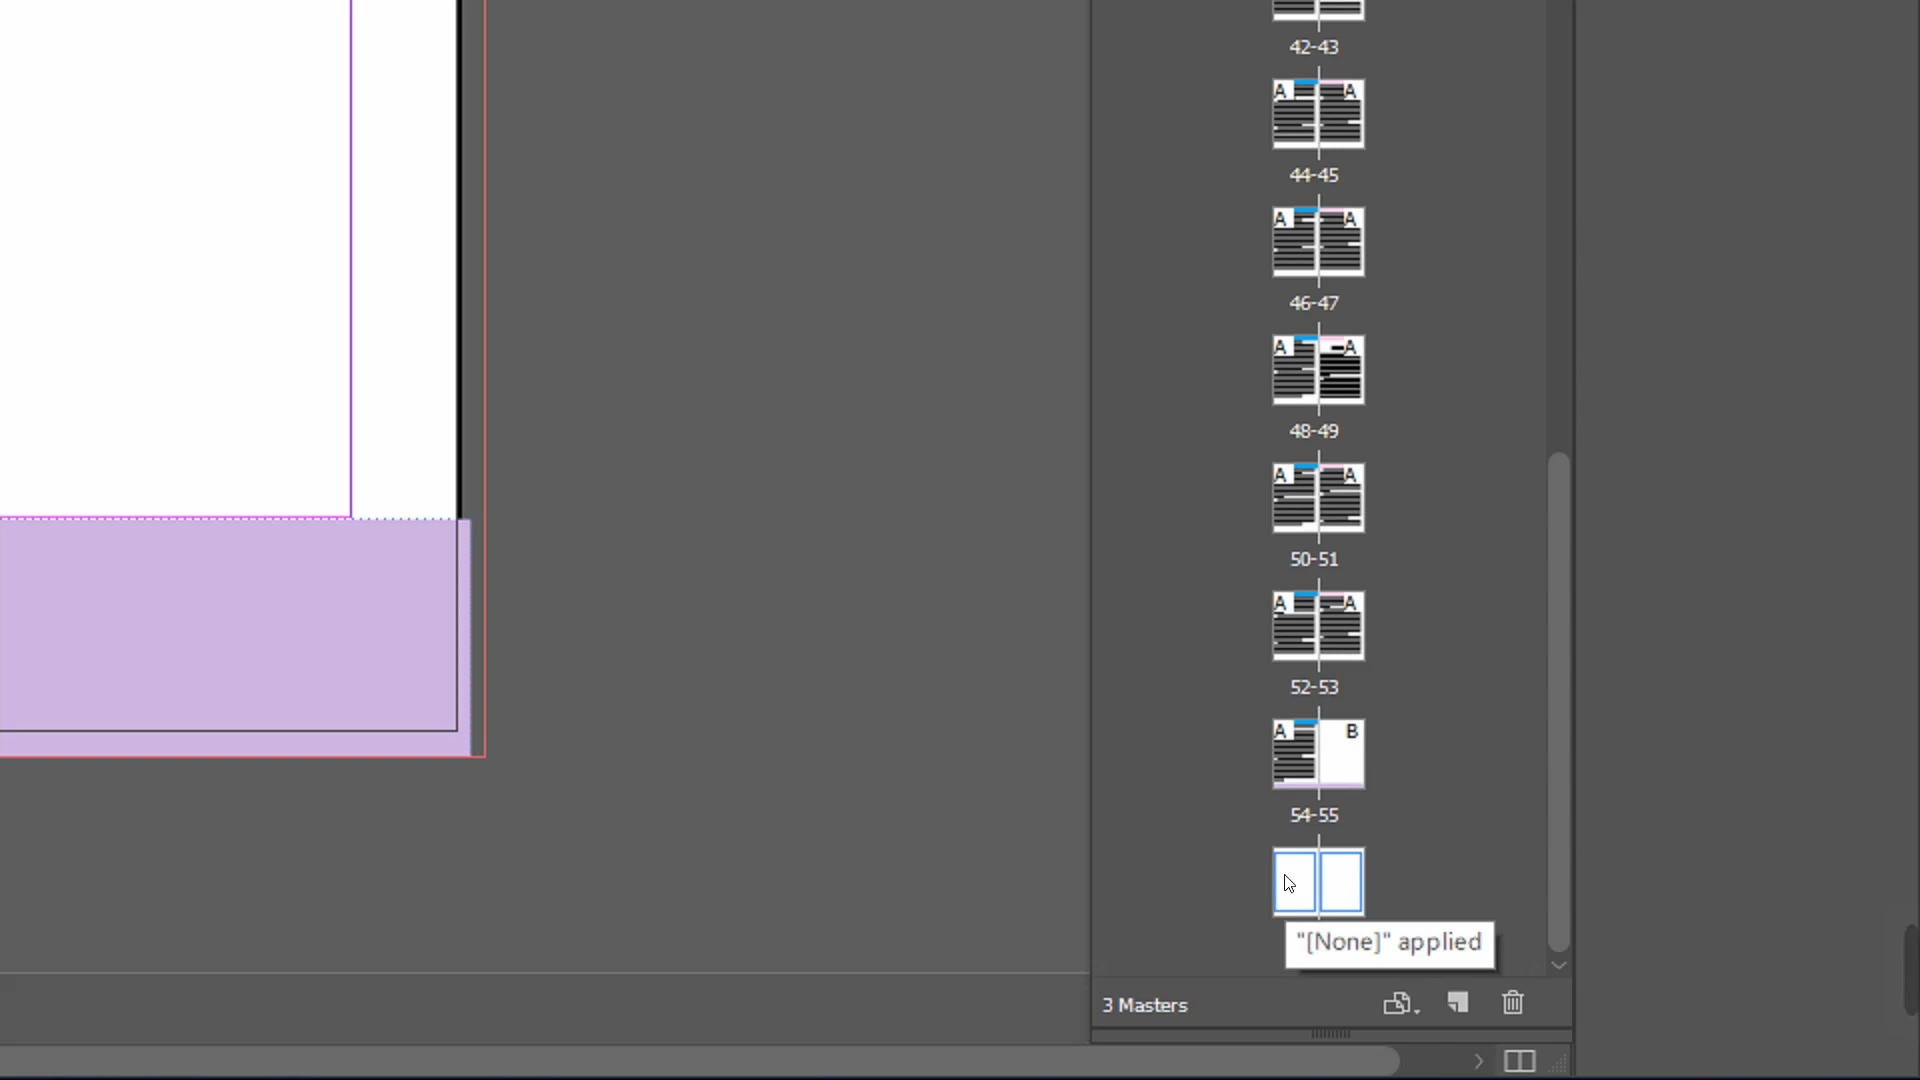 42-43
A A
44-45
A A
46-47
A A
48-49
A A
50-51
A A
52-53
A B
54-55
"[None]" applied
3 Masters